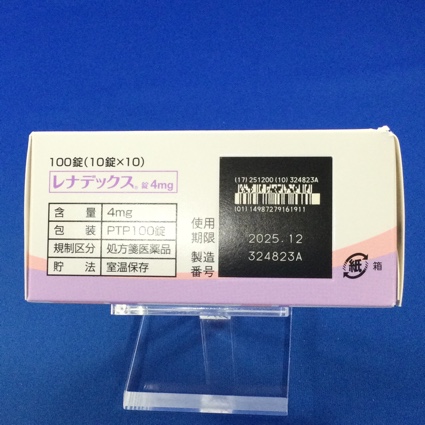 100錠(10錠×10)
レナデックス®錠4mg
含 量 4mg
包 装 PTP100錠
規制区分 処方箋医薬品
貯 法 室温保存
(17)251200(10)324823A
(01)14987279161911
使用期限 2025.12
製造番号 324823A
紙 箱